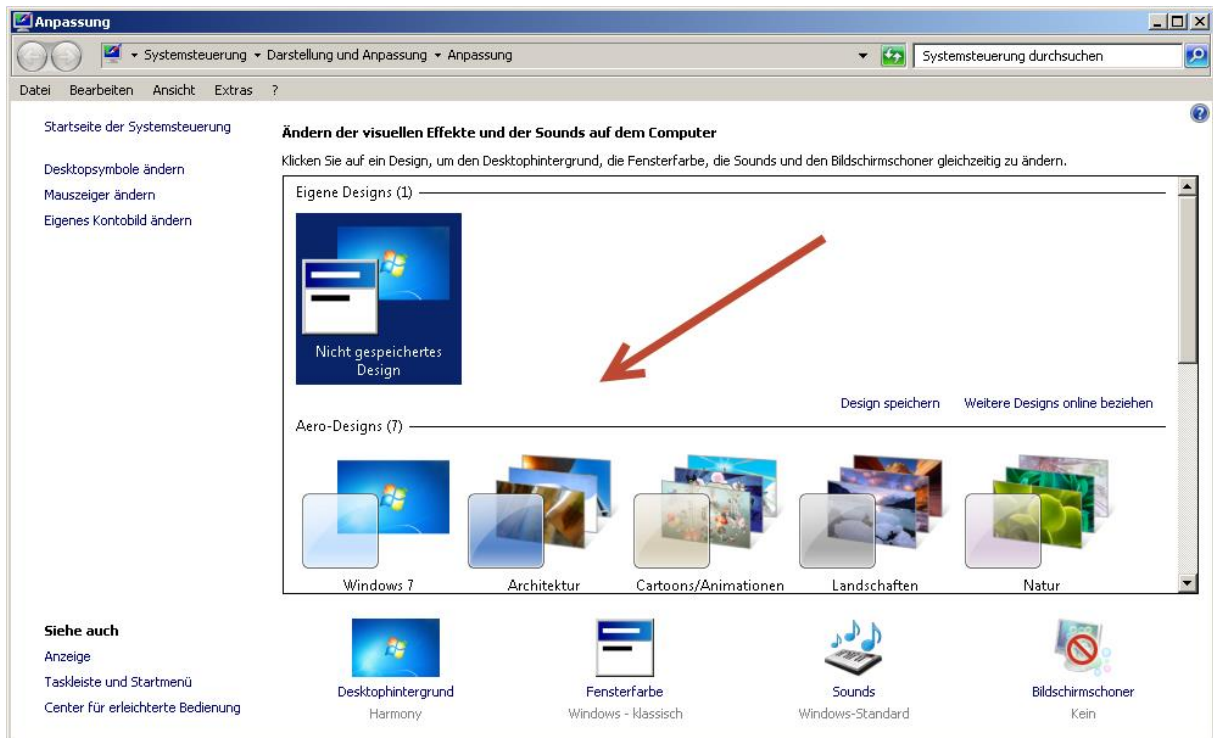 Anpassung
Systemsteuerung Darstellung und Anpassung Anpassung
Systemsteuerung durchsuchen
Datei Bearbeiten Ansicht Extras ?
Startseite der Systemsteuerung
Desktopsymbole ändern
Mauszeiger ändern
Eigenes Kontobild ändern
Ändern der visuellen Effekte und der Sounds auf dem Computer
Klicken Sie auf ein Design, um den Desktophintergrund, die Fensterfarbe, die Sounds und den Bildschirmschoner gleichzeitig zu ändern.
Eigene Designs (1)
Nicht gespeichertes
Design
Design speichern Weitere Designs online beziehen
Aero-Designs (7)
Windows 7 Architektur Cartoons/Animationen Landschaften Natur
Siehe auch
Anzeige
Taskleiste und Startmenü
Center für erleichterte Bedienung
Desktophintergrund
Harmony
Fensterfarbe
Windows - klassisch
Sounds
Windows-Standard
Bildschirmschoner
Kein